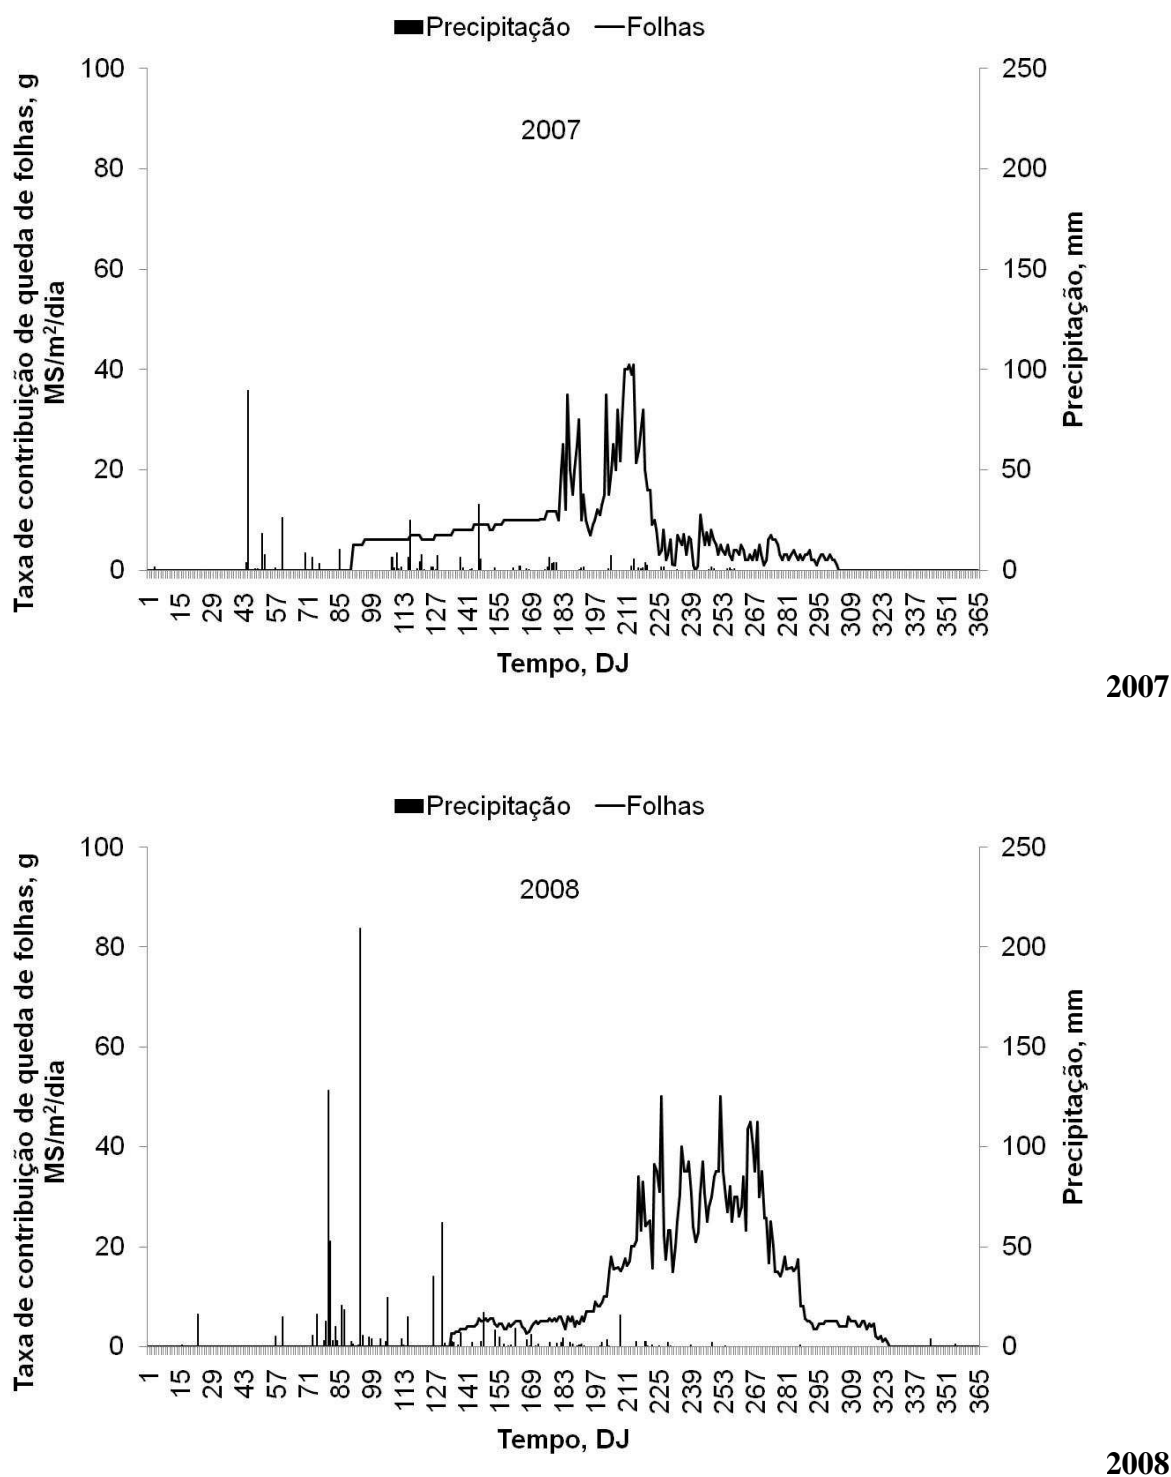 Precipitação Folhas
Taxa de contribuição de queda de folhas, g
MS/m²/dia
100
80
60
40
20
0
2007
250
200
150
100
50
0
Precipitação, mm
1 15 29 43 57 71 85 99 113 127 141 155 169 183 197 211 225 239 253 267 281 295 309 323 337 351 365
Tempo, DJ
2007
Precipitação Folhas
Taxa de contribuição de queda de folhas, g
MS/m²/dia
100
80
60
40
20
0
2008
250
200
150
100
50
0
Precipitação, mm
1 15 29 43 57 71 85 99 113 127 141 155 169 183 197 211 225 239 253 267 281 295 309 323 337 351 365
Tempo, DJ
2008